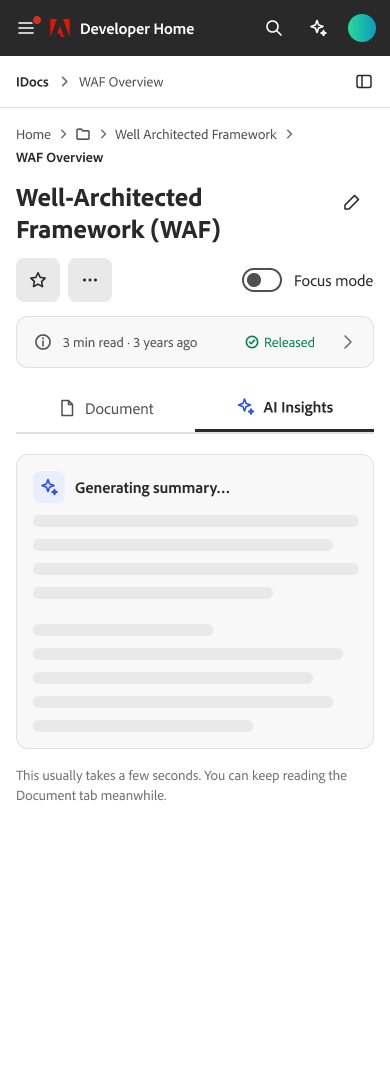 Developer Home
IDocs
WAF Overview
Home
Well Architected Framework
WAF Overview
Well-Architected
Framework (WAF)
Focus mode
3 min read · 3 years ago
Released
Document
AI Insights
Generating summary...
This usually takes a few seconds. You can keep reading the
Document tab meanwhile.